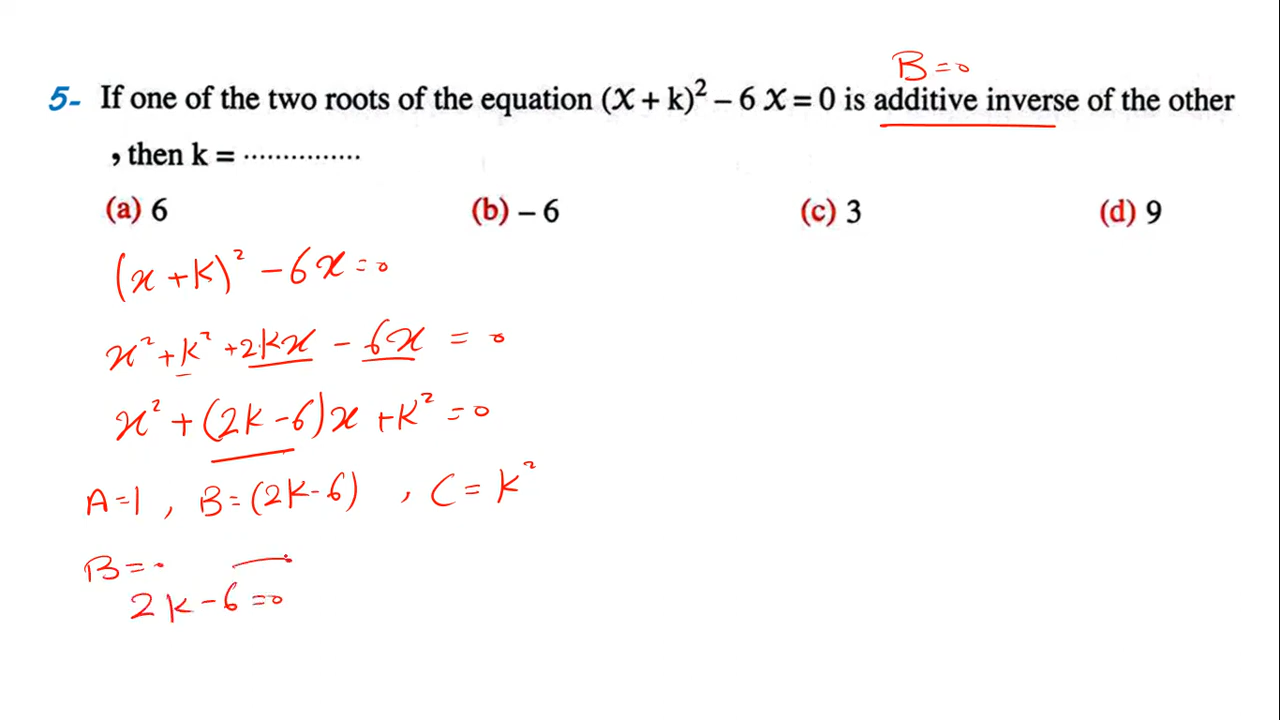 B=0
5- If one of the two roots of the equation (X + k)² – 6 X = 0 is additive inverse of the other
, then k = ...............
(a) 6 (b) – 6 (c) 3 (d) 9
(x + k)² - 6x = 0
x² + k² + 2kx - 6x = 0
x² + (2k - 6)x + k² = 0
A = 1 , B = (2k - 6) , C = k²
B = 0
2k - 6 = 0